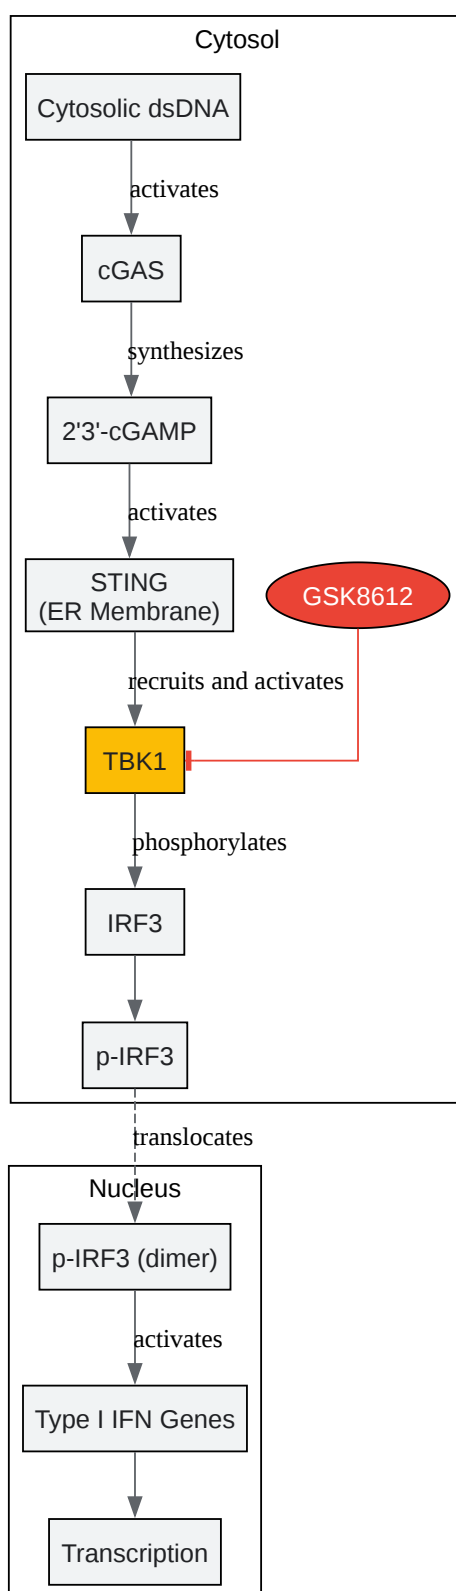 Cytosol
Cytosolic dsDNA
activates
cGAS
synthesizes
2'3'-cGAMP
activates
STING
(ER Membrane)
GSK8612
recruits and activates
TBK1
phosphorylates
IRF3
p-IRF3
translocates
Nucleus
p-IRF3 (dimer)
activates
Type I IFN Genes
Transcription